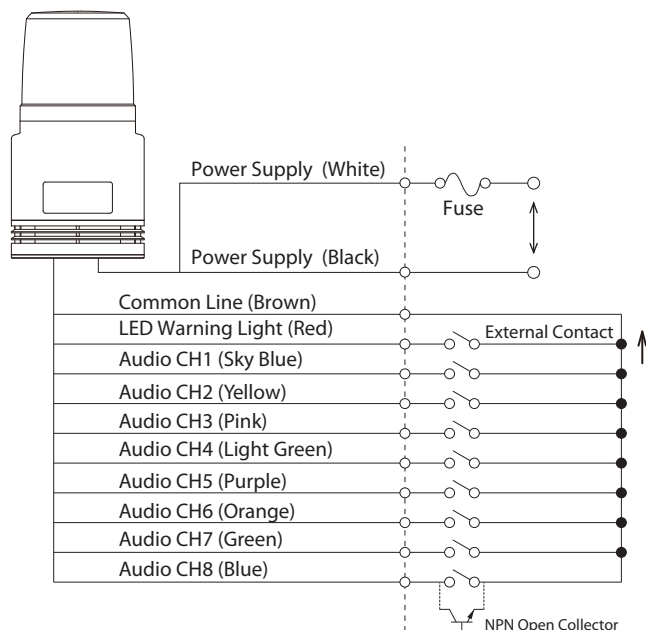 Power Supply (White)
Fuse
Power Supply (Black)
Common Line (Brown)
LED Warning Light (Red)
External Contact
Audio CH1 (Sky Blue)
Audio CH2 (Yellow)
Audio CH3 (Pink)
Audio CH4 (Light Green)
Audio CH5 (Purple)
Audio CH6 (Orange)
Audio CH7 (Green)
Audio CH8 (Blue)
NPN Open Collector